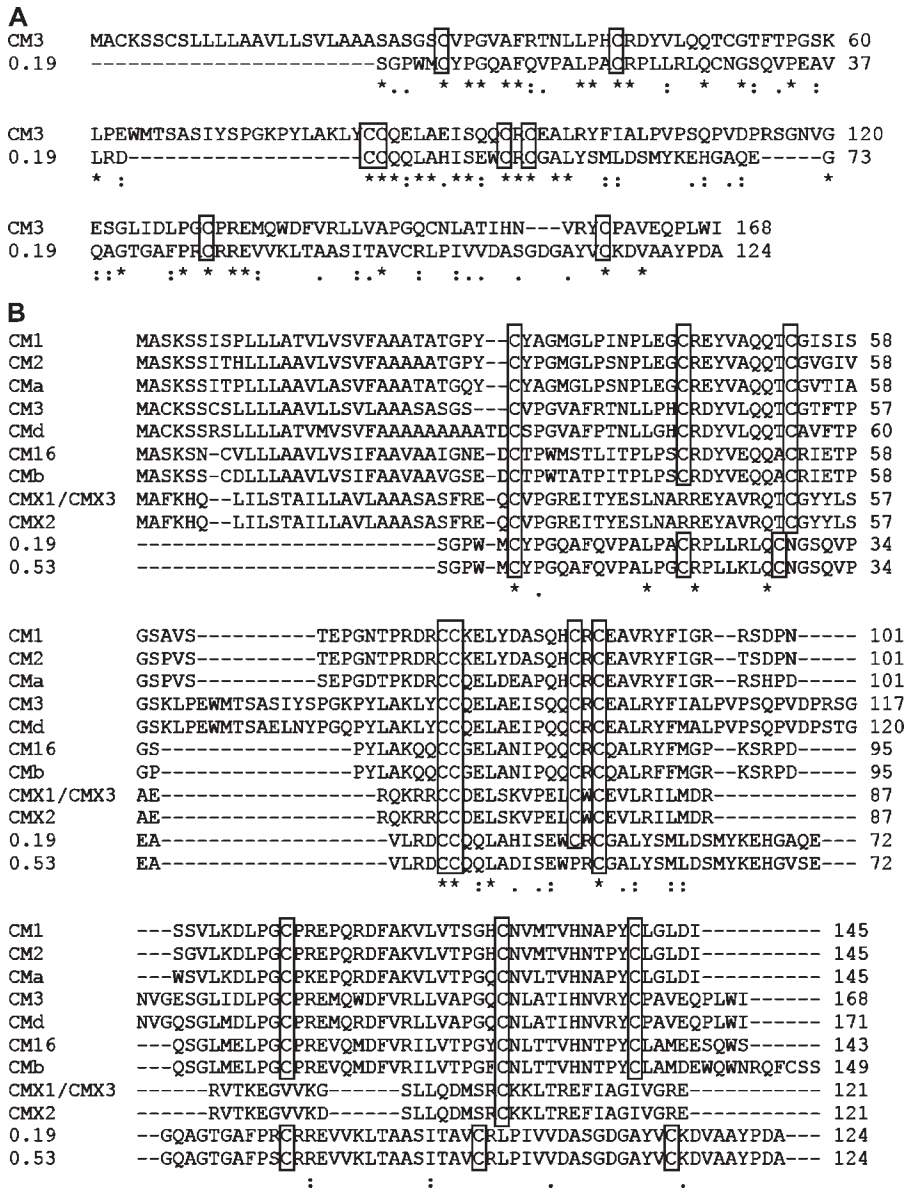 A
CM3 MACKSSCSLLLLAAVLLSVLAAASASGSCVPGVAFRTNLLPHCRDYVLQQTCGTFTPGSK 60
0.19 -----------------------SGPWMCYPGQAFQVPALPACRPLLRLQCNGSQVPEAV 37
*.. * ** **:. ** ** : * * * * :
CM3 LPEWMTSASIYSPGKPYLAKLYCCQELAEISQQCRCEALRYFIALPVPSQPVDPRSGNVG 120
0.19 LRD-------------------CCQQLAHISEWCRCGALYSMLDSMYKEHGAQE-----G 73
* : ***:**.**: *** ** :: .: .: *
CM3 ESGLIDLPGCPREMQWDFVRLLVAPGQCNLATIHN---VRYCPAVEQPLWI 168
0.19 QAGTGAFPRCRREVVKLTAASITAVCRLPIVVDASGDGAYVCKDVAAYPDA 124
::* :* * **: . :. * . :.. . . * *
B
CM1 MASKSSISPLLLATVLVSVFAAATATGPY--CYAGMGLPINPLEGCREYVAQQTCGISIS 58
CM2 MASKSSITHLLLAAVLVSVFAAAAATGPY--CYPGMGLPSNPLEGCREYVAQQTCGVGIV 58
CMa MASKSSITPLLLAAVLASVFAAATATGQY--CYAGMGLPSNPLEGCREYVAQQTCGVTIA 58
CM3 MACKSSCSLLLLAAVLLSVLAAASASGS---CVPGVAFRTNLLPHCRDYVLQQTCGTFTP 57
CMd MACKSSRSLLLLATVMVSVFAAAAAAAAATDCSPGVAFPTNLLGHCRDYVLQQTCAVFTP 60
CM16 MASKSN-CVLLLAAVLVSIFAAVAAIGNE-DCTPWMSTLITPLPSCRDYVEQQACRIETP 58
CMb MASKSS-CDLLLAAVLVSIFAAVAAVGSE-DCTPWTATPITPLPSCRDYVEQQACRIETP 58
CMX1/CMX3 MAFKHQ--LILSTAILLAVLAAASASFRE-QCVPGREITYESLNARREYAVRQTCGYYLS 57
CMX2 MAFKHQ--LILSTAILLAVLAAASASFRE-QCVPGREITYESLNARREYAVRQTCGYYLS 57
0.19 -------------------------SGPW-MCYPGQAFQVPALPACRPLLRLQCNGSQVP 34
0.53 -------------------------SGPW-MCYPGQAFQVPALPGCRPLLKLQCNGSQVP 34
* . * * *
CM1 GSAVS----------TEPGNTPRDRCCKELYDASQHCRCEAVRYFIGR--RSDPN----- 101
CM2 GSPVS----------TEPGNTPRDRCCKELYDASQHCRCEAVRYFIGR--TSDPN----- 101
CMa GSPVS----------SEPGDTPKDRCCQELDEAPQHCRCEAVRYFIGR--RSHPD----- 101
CM3 GSKLPEWMTSASIYSPGKPYLAKLYCCQELAEISQQCRCEALRYFIALPVPSQPVDPRSG 117
CMd GSKLPEWMTSAELNYPGQPYLAKLYCCQELAEIPQQCRCEALRYFMALPVPSQPVDPSTG 120
CM16 GS----------------PYLAKQQCCGELANIPQQCRCQALRYFMGP--KSRPD----- 95
CMb GP----------------PYLAKQQCCGELANIPQQCRCQALRFFMGR--KSRPD----- 95
CMX1/CMX3 AE------------------RQKRRCCDELSKVPELCWCEVLRILMDR------------ 87
CMX2 AE------------------RQKRRCCDELSKVPELCWCEVLRILMDR------------ 87
0.19 EA-------------------VLRDCCQQLAHISEWCRCGALYSMLDSMYKEHGAQE--- 72
0.53 EA-------------------VLRDCCQQLADISEWPRCGALYSMLDSMYKEHGVSE--- 72
** :* . .: * .: ::
CM1 ---SSVLKDLPGCPREPQRDFAKVLVTSGHCNVMTVHNAPYCLGLDI---------- 145
CM2 ---SGVLKDLPGCPREPQRDFAKVLVTPGHCNVMTVHNTPYCLGLDI---------- 145
CMa ---WSVLKDLPGCPKEPQRDFAKVLVTPGQCNVLTVHNAPYCLGLDI---------- 145
CM3 NVGESGLIDLPGCPREMQWDFVRLLVAPGQCNLATIHNVRYCPAVEQPLWI------ 168
CMd NVGQSGLMDLPGCPREMQRDFVRLLVAPGQCNLATIHNVRYCPAVEQPLWI------ 171
CM16 ---QSGLMELPGCPREVQMDFVRILVTPGYCNLTTVHNTPYCLAMEESQWS------ 143
CMb ---QSGLMELPGCPREVQMDFVRILVTPGFCNLTTVHNTPYCLAMDEWQWNRQFCSS 149
CMX1/CMX3 ------RVTKEGVVKG------SLLQDMSRCKKLTREFIAGIVGRE----------- 121
CMX2 ------RVTKEGVVKD------SLLQDMSRCKKLTREFIAGIVGRE----------- 121
0.19 --GQAGTGAFPRCRREVVKLTAASITAVCRLPIVVDASGDGAYVCKDVAAYPDA--- 124
0.53 --GQAGTGAFPSCRREVVKLTAASITAVCRLPIVVDASGDGAYVCKDVAAYPDA--- 124
: : . .